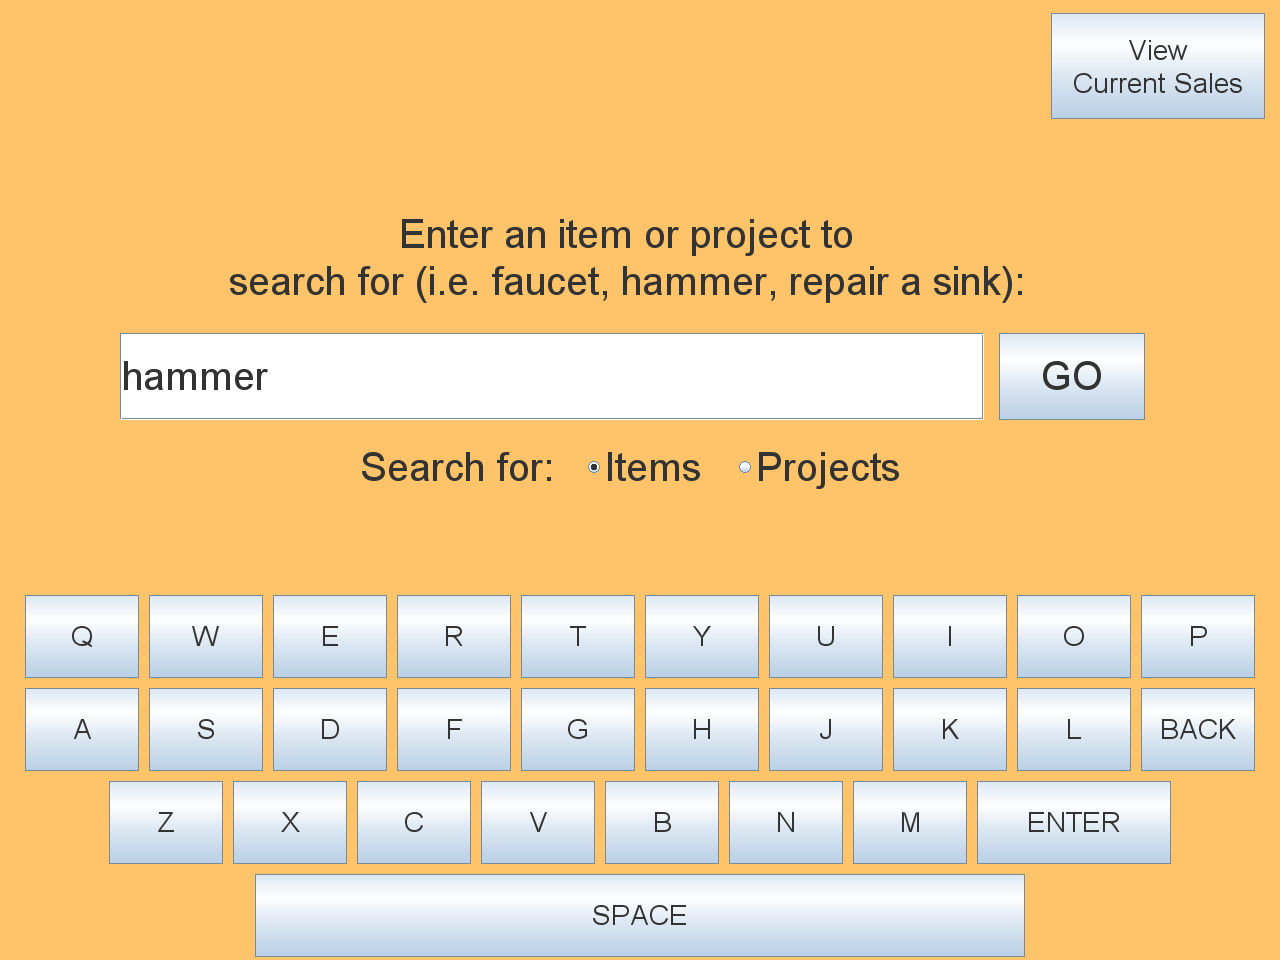 View
Current Sales
Enter an item or project to
search for (i.e. faucet, hammer, repair a sink):
hammer
GO
Search for: Items Projects
Q W E R T Y U I O P
A S D F G H J K L BACK
Z X C V B N M ENTER
SPACE